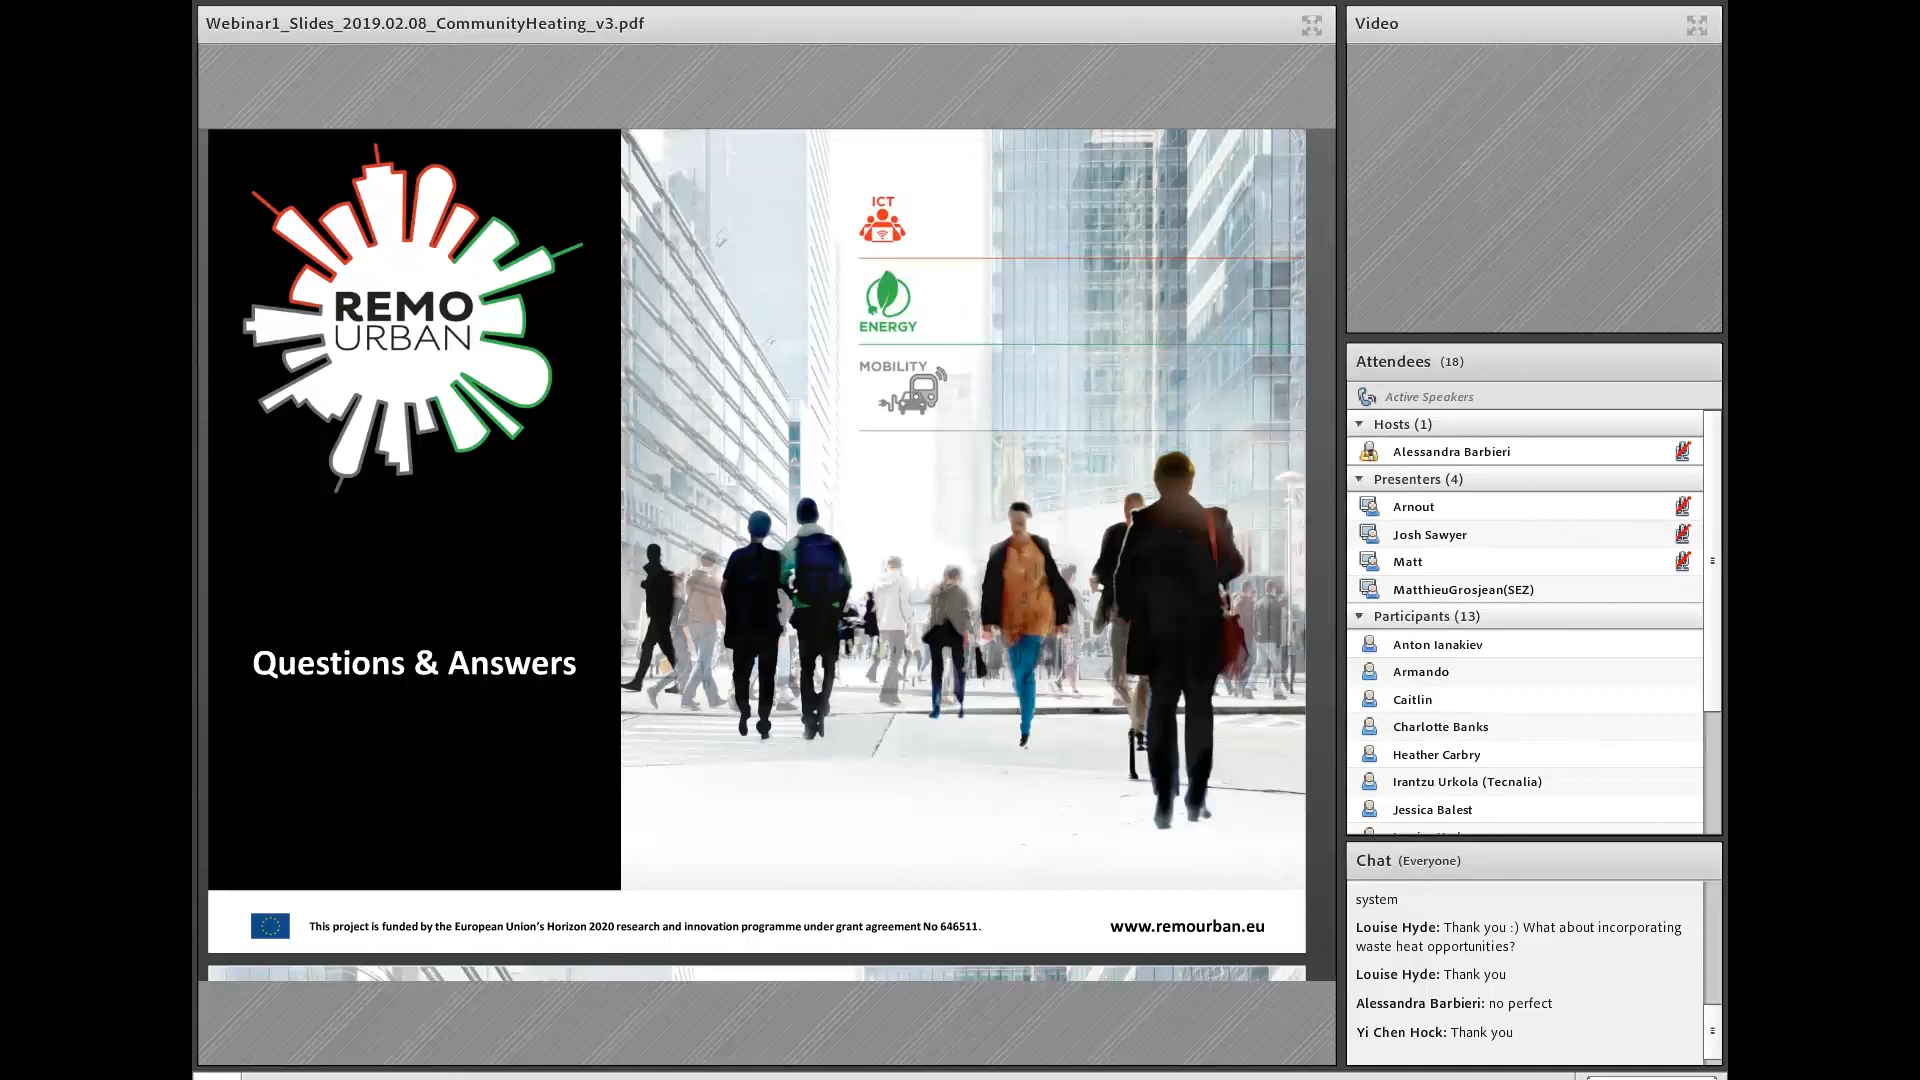 Webinar1_Slides_2019.02.08_CommunityHeating_v3.pdf
REMO
URBAN
Questions & Answers
ICT
ENERGY
MOBILITY
This project is funded by the European Union's Horizon 2020 research and innovation programme under grant agreement No 646511.
www.remourban.eu
Video
Attendees (18)
Active Speakers
Hosts (1)
Alessandra Barbieri
Presenters (4)
Arnout
Josh Sawyer
Matt
MatthieuGrosjean(SEZ)
Participants (13)
Anton Ianakiev
Armando
Caitlin
Charlotte Banks
Heather Carbry
Irantzu Urkola (Tecnalia)
Jessica Balest
Chat (Everyone)
system
Louise Hyde: Thank you :) What about incorporating
waste heat opportunities?
Louise Hyde: Thank you
Alessandra Barbieri: no perfect
Yi Chen Hock: Thank you